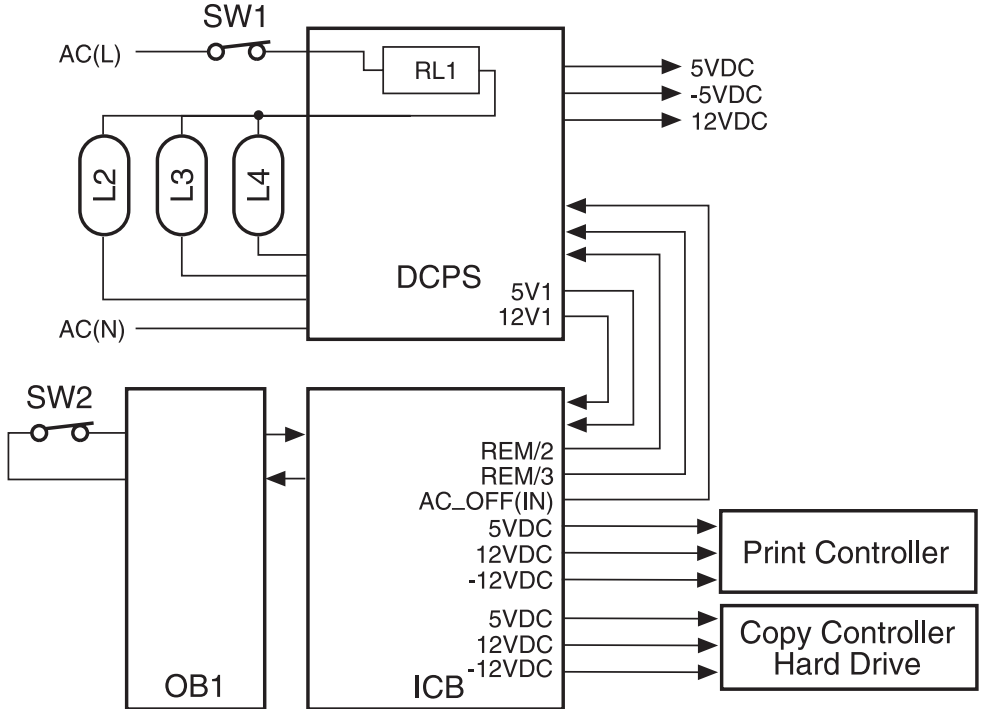 SW1
AC(L)
RL1
5VDC
-5VDC
12VDC
L2
L3
L4
DCPS
5V1
12V1
AC(N)
SW2
REM/2
REM/3
AC_OFF(IN)
5VDC
12VDC
-12VDC
Print Controller
5VDC
12VDC
-12VDC
Copy Controller
Hard Drive
OB1
ICB